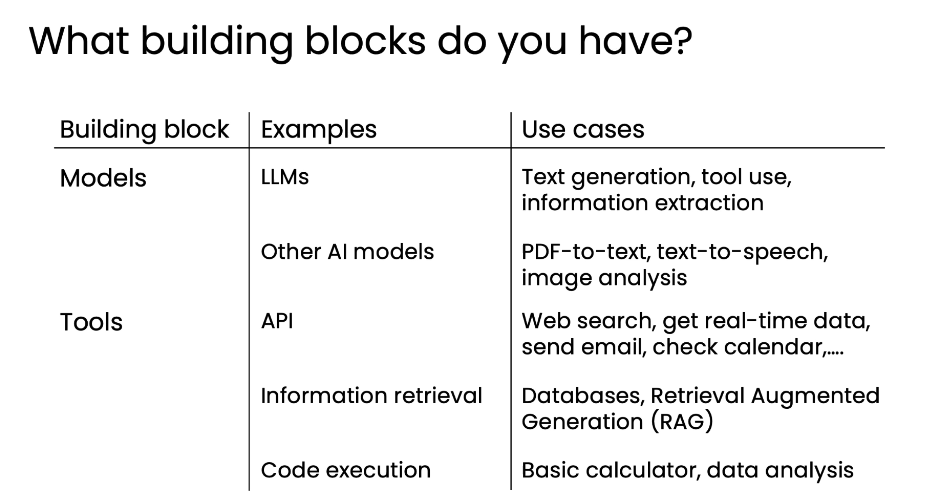 What building blocks do you have?
Building block Examples Use cases
Models LLMs Text generation, tool use,
information extraction
Other AI models PDF-to-text, text-to-speech,
image analysis
Tools API Web search, get real-time data,
send email, check calendar,....
Information retrieval Databases, Retrieval Augmented
Generation (RAG)
Code execution Basic calculator, data analysis